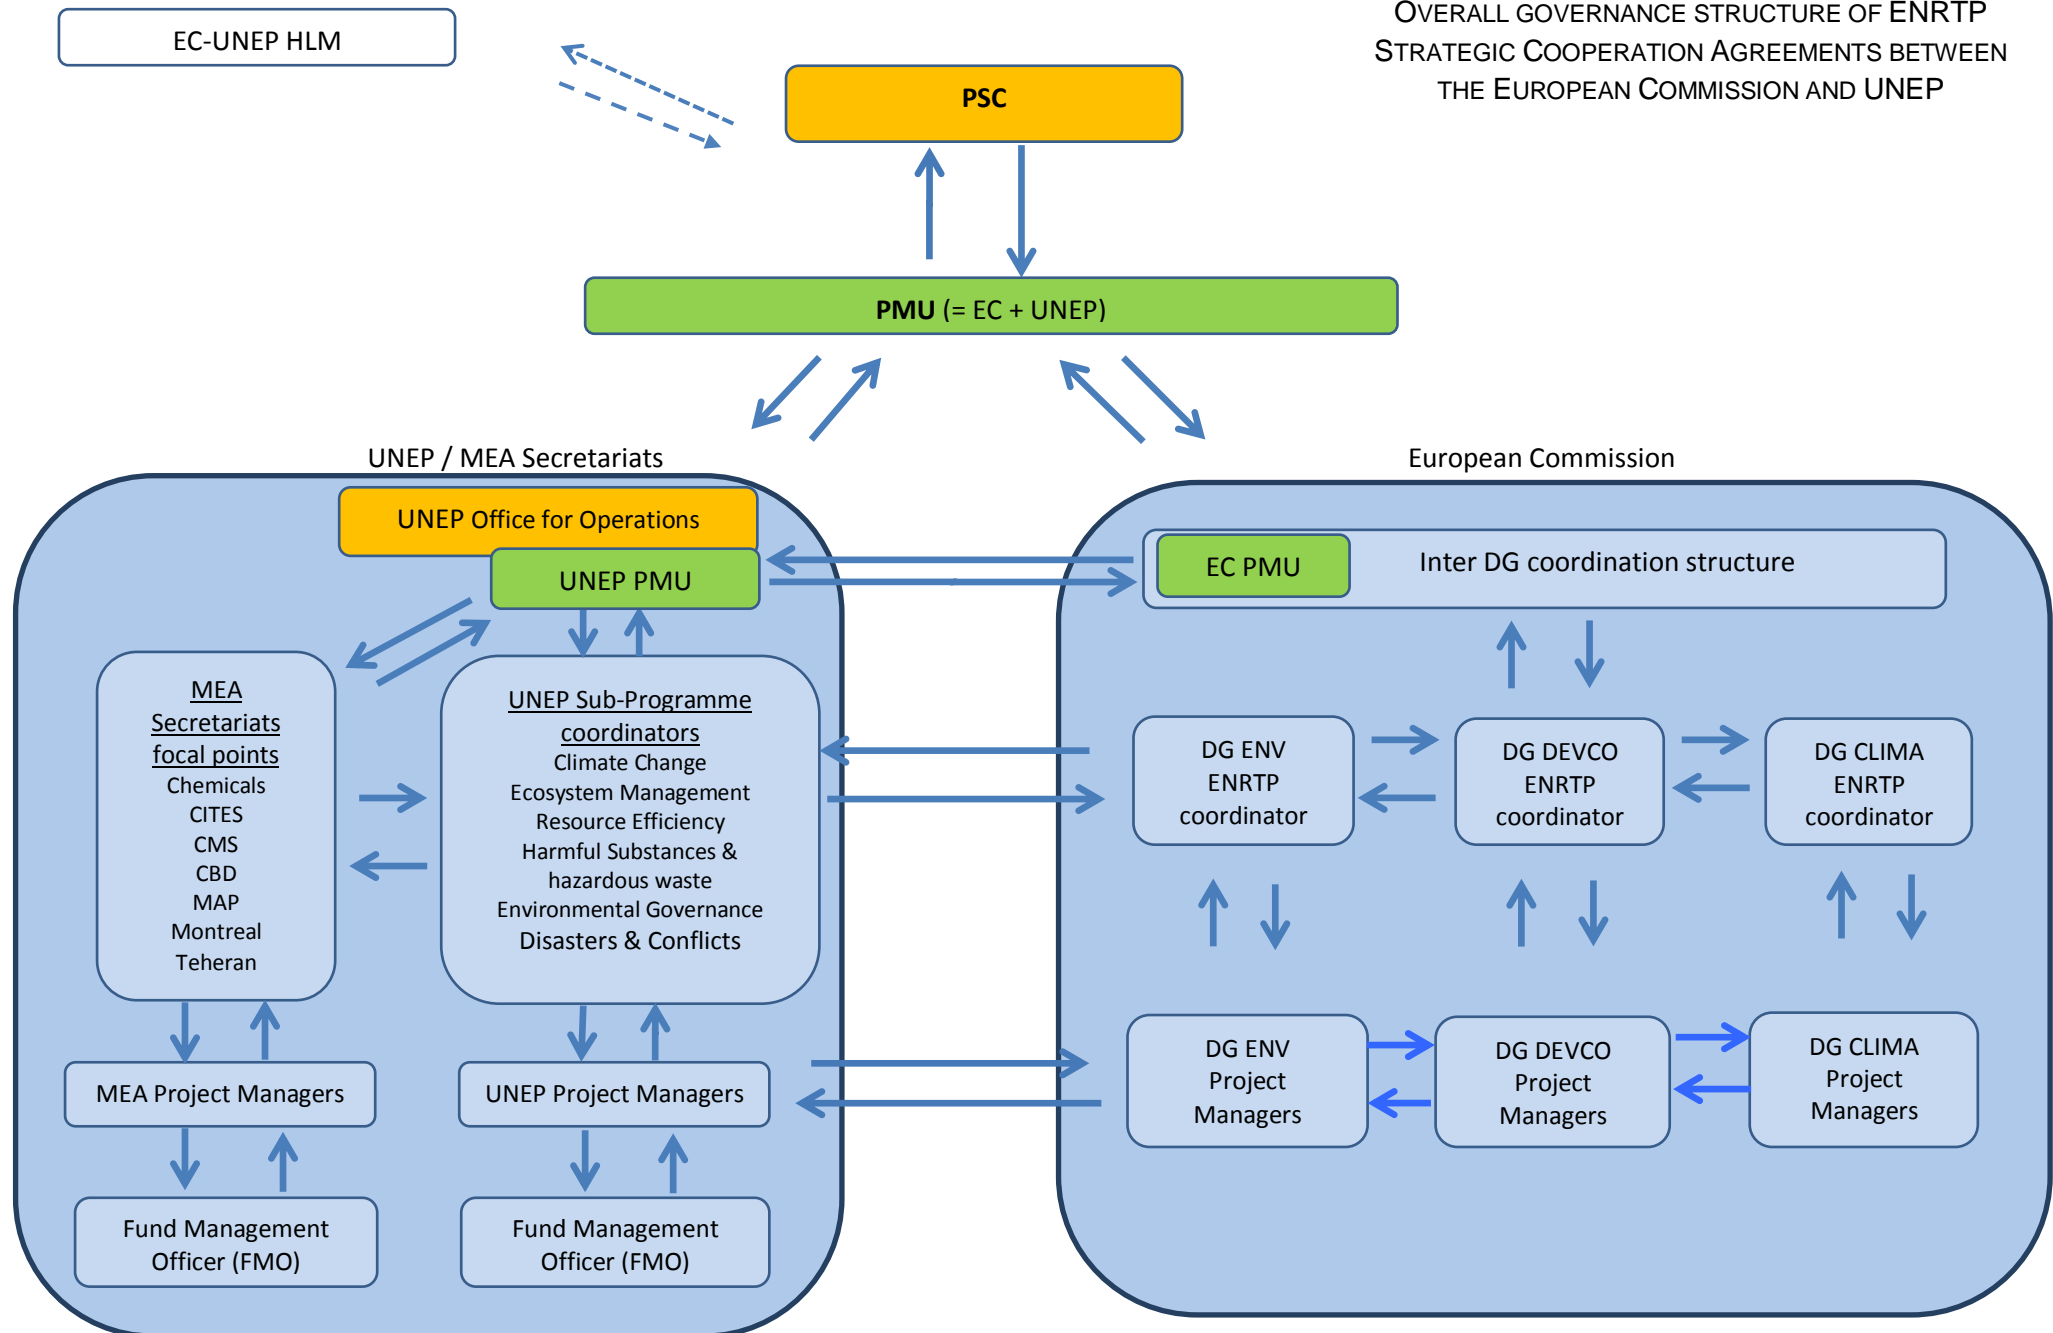 EC-UNEP HLM
OVERALL GOVERNANCE STRUCTURE OF ENRTP
STRATEGIC COOPERATION AGREEMENTS BETWEEN
THE EUROPEAN COMMISSION AND UNEP
PSC
PMU (= EC + UNEP)
UNEP / MEA Secretariats
UNEP Office for Operations
UNEP PMU
MEA
Secretariats
focal points
Chemicals
CITES
CMS
CBD
MAP
Montreal
Teheran
UNEP Sub-Programme
coordinators
Climate Change
Ecosystem Management
Resource Efficiency
Harmful Substances &
hazardous waste
Environmental Governance
Disasters & Conflicts
MEA Project Managers
UNEP Project Managers
Fund Management
Officer (FMO)
Fund Management
Officer (FMO)
European Commission
EC PMU
Inter DG coordination structure
DG ENV
ENRTP
coordinator
DG DEVCO
ENRTP
coordinator
DG CLIMA
ENRTP
coordinator
DG ENV
Project
Managers
DG DEVCO
Project
Managers
DG CLIMA
Project
Managers